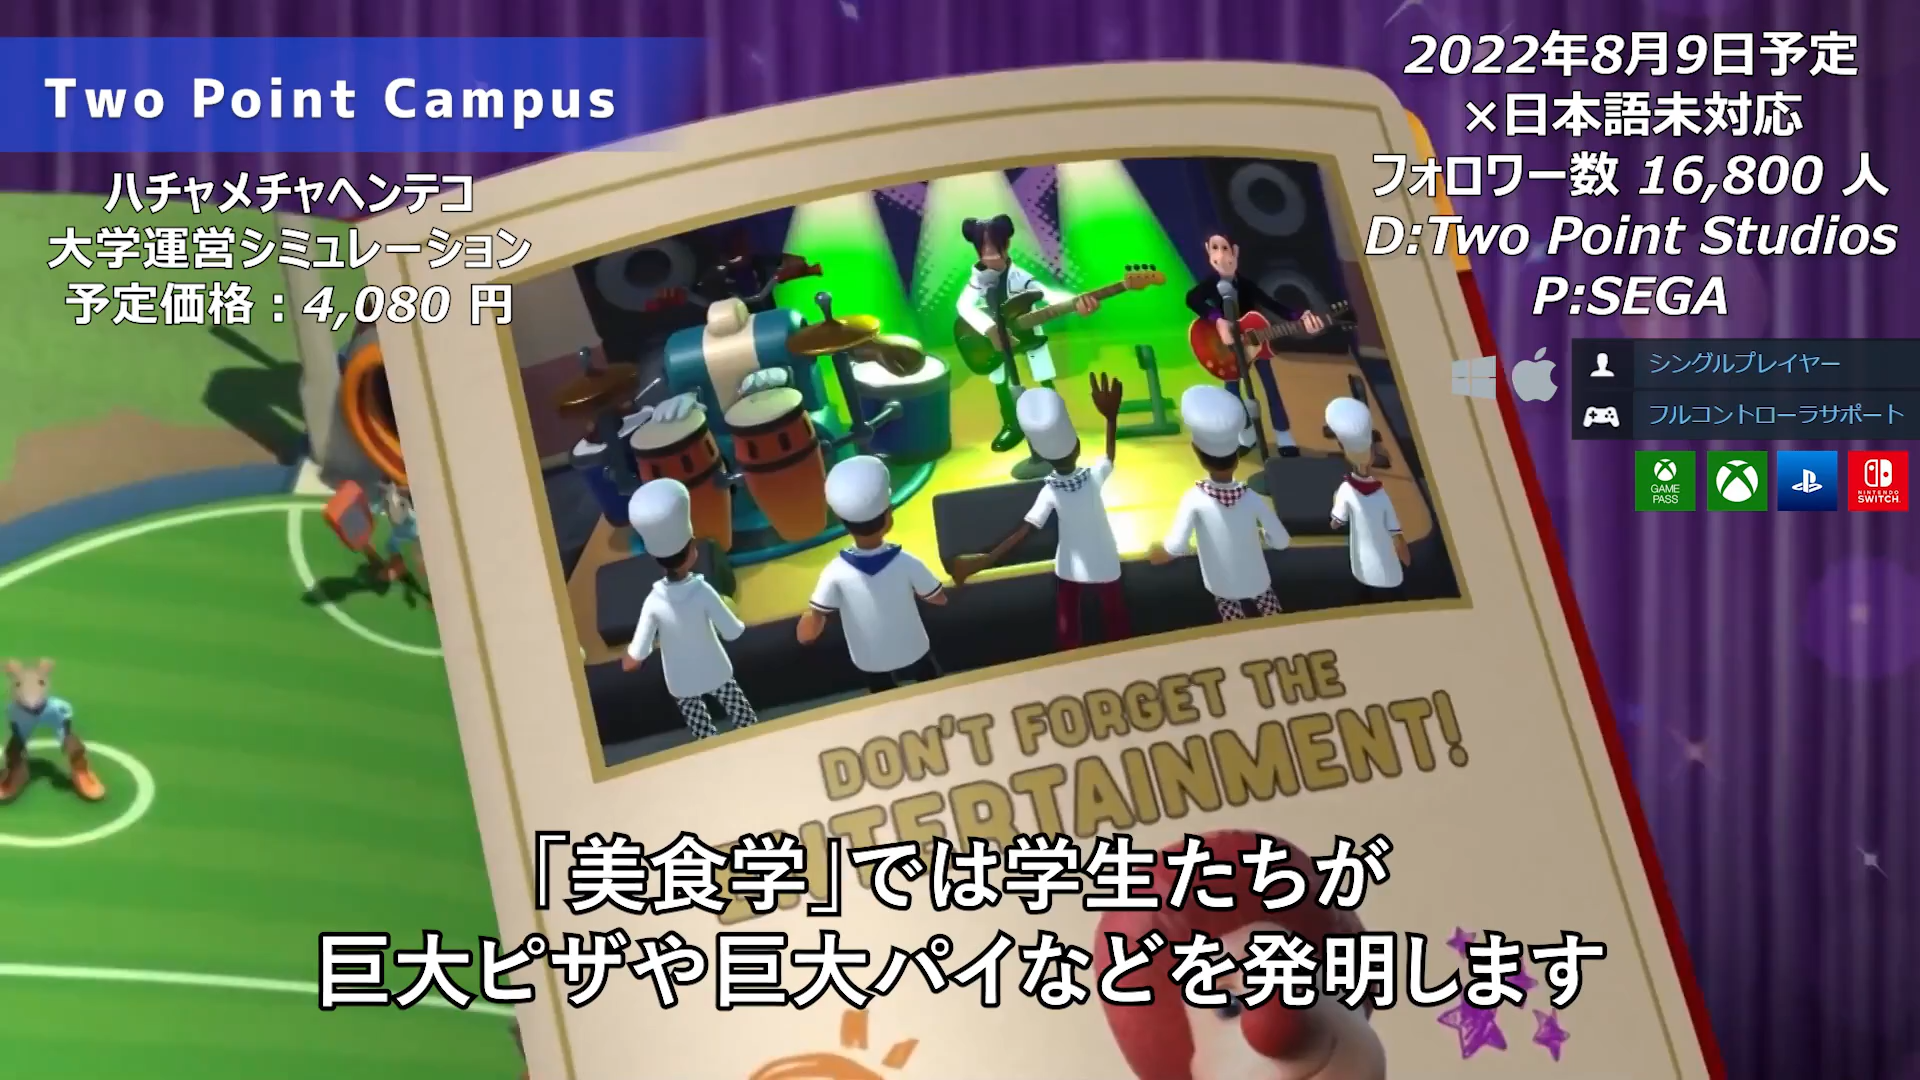 Two Point Campus
ハチャメチャヘンテコ
大学運営シミュレーション
予定価格：4,080 円
2022年8月9日予定
×日本語未対応
フォロワー数 16,800 人
D:Two Point Studios
P:SEGA
シングルプレイヤー
フルコントローラサポート
GAME
PASS
NINTENDO
SWITCH
DON'T FORGET THE
ENTERTAINMENT!
「美食学」では学生たちが
巨大ピザや巨大パイなどを発明します